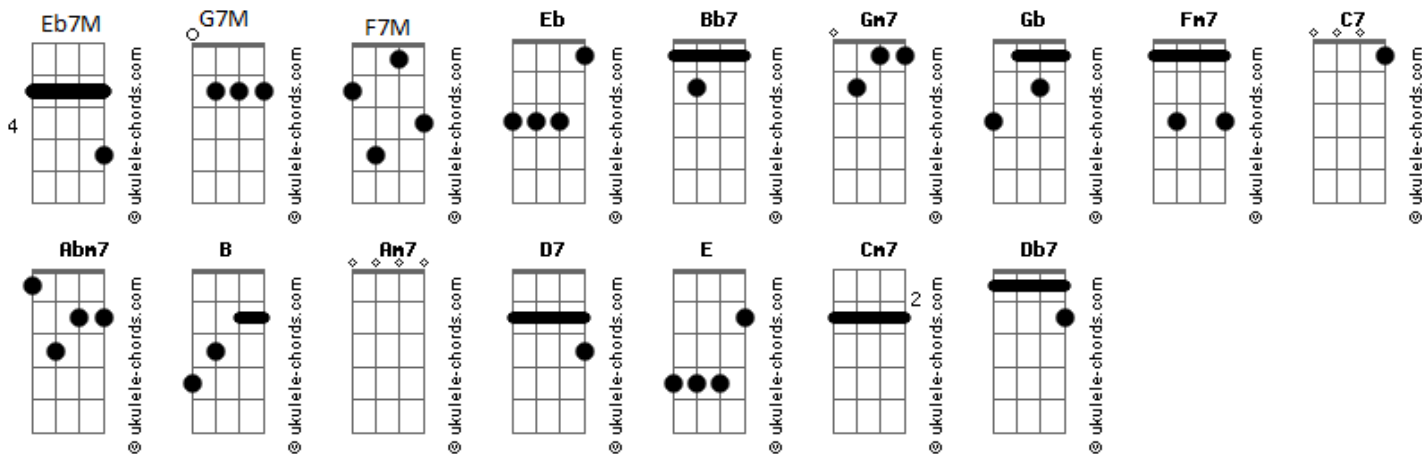 Eb7M G7M F7M Eb Bb7 Gm7 Gb Fm7 C7
4
© ukulele-chords.com © ukulele-chords.com © ukulele-chords.com © ukulele-chords.com © ukulele-chords.com © ukulele-chords.com © ukulele-chords.com © ukulele-chords.com © ukulele-chords.com
Abm7 B Am7 D7 E Cm7 Db7
2
© ukulele-chords.com © ukulele-chords.com © ukulele-chords.com © ukulele-chords.com © ukulele-chords.com © ukulele-chords.com © ukulele-chords.com